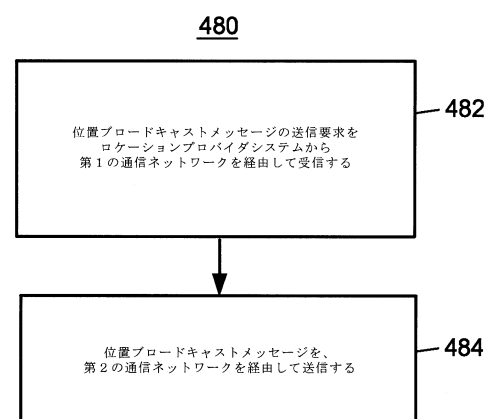 480
位置ブロードキャストメッセージの送信要求を
ロケーションプロバイダシステムから
第1の通信ネットワークを経由して受信する
482
位置ブロードキャストメッセージを、
第2の通信ネットワークを経由して送信する
484